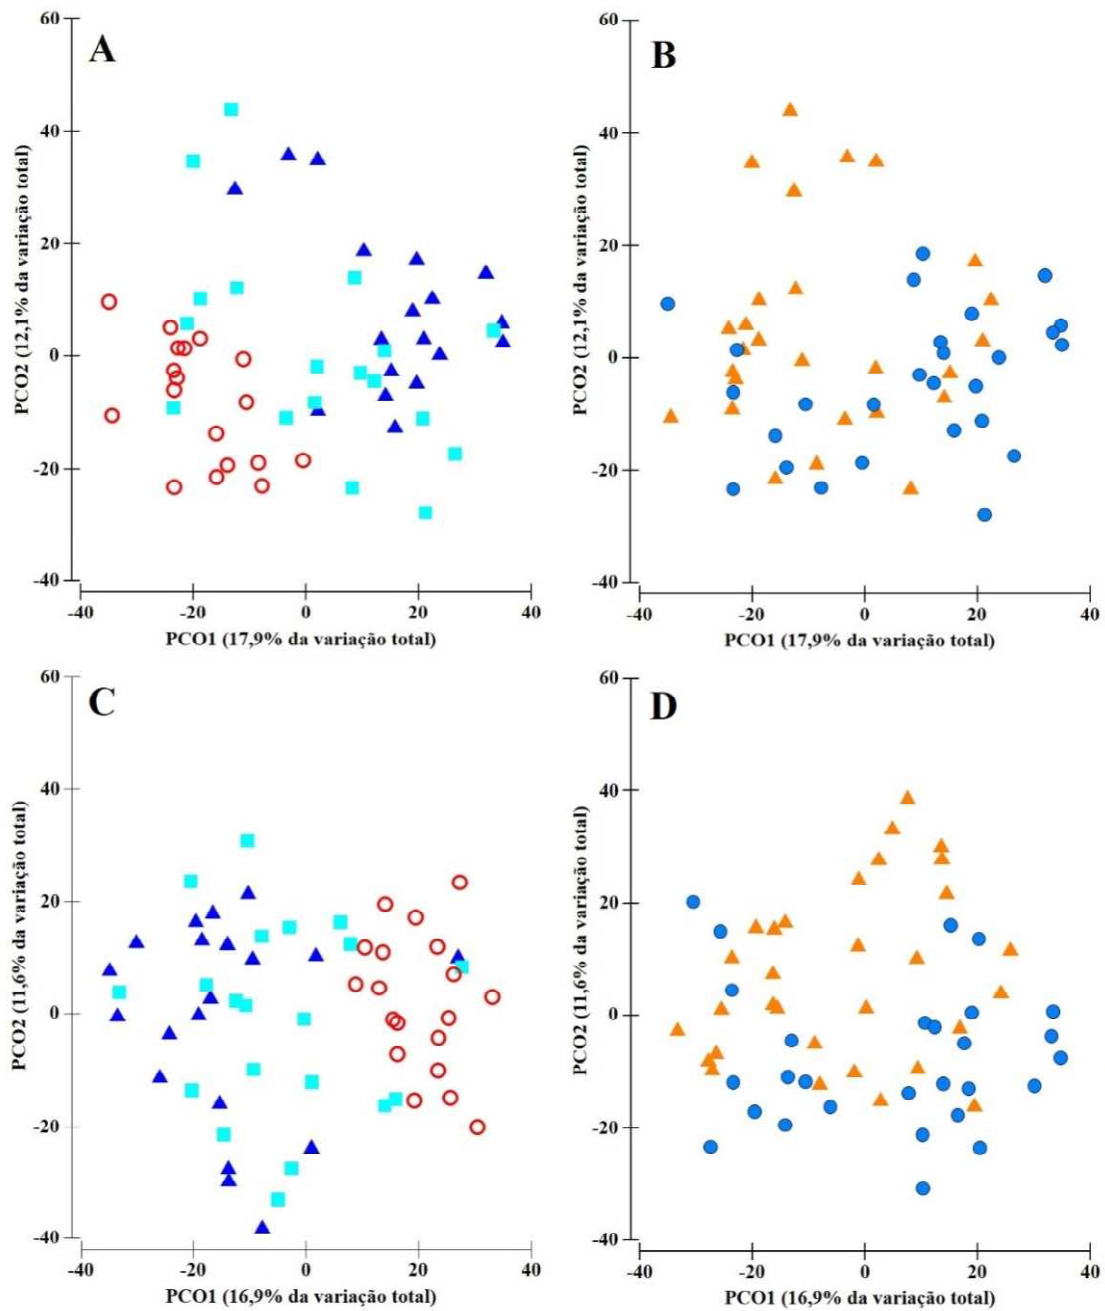 A
60
40
20
0
-20
-40
-40 -20 0 20 40
PCO2 (12,1% da variação total)
PCO1 (17,9% da variação total)
B
60
40
20
0
-20
-40
-40 -20 0 20 40
PCO2 (12,1% da variação total)
PCO1 (17,9% da variação total)
C
60
40
20
0
-20
-40
-40 -20 0 20 40
PCO2 (11,6% da variação total)
PCO1 (16,9% da variação total)
D
60
40
20
0
-20
-40
-40 -20 0 20 40
PCO2 (11,6% da variação total)
PCO1 (16,9% da variação total)